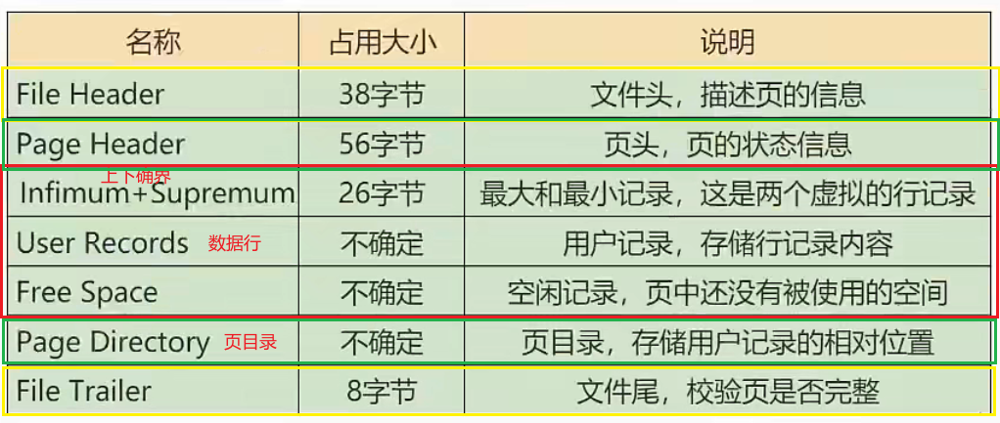 名称 占用大小 说明
File Header 38字节 文件头，描述页的信息
Page Header 56字节 页头，页的状态信息
上下确界
Infimum+Supremum 26字节 最大和最小记录，这是两个虚拟的行记录
User Records 数据行 不确定 用户记录，存储行记录内容
Free Space 不确定 空闲记录，页中还没有被使用的空间
Page Directory 页目录 不确定 页目录，存储用户记录的相对位置
File Trailer 8字节 文件尾，校验页是否完整